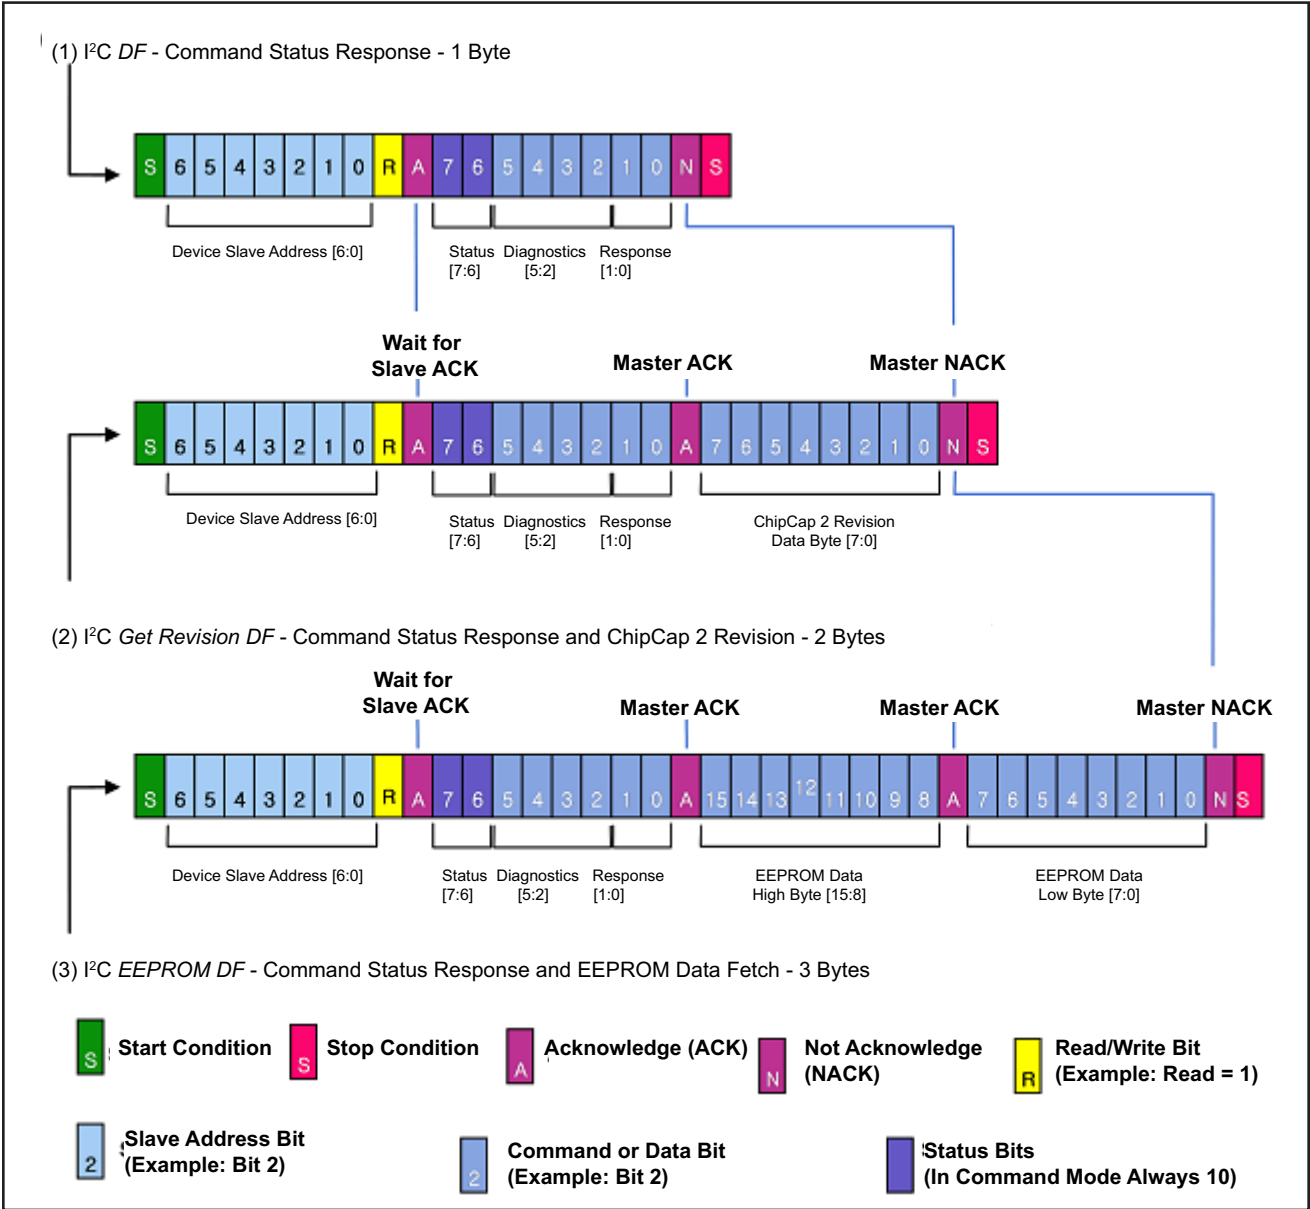 (1) I²C DF - Command Status Response - 1 Byte
S 6 5 4 3 2 1 0 R A 7 6 5 4 3 2 1 0 N S
Device Slave Address [6:0]
Status Diagnostics Response
[7:6] [5:2] [1:0]
Wait for
Slave ACK
Master ACK
Master NACK
S 6 5 4 3 2 1 0 R A 7 6 5 4 3 2 1 0 A 7 6 5 4 3 2 1 0 N S
Device Slave Address [6:0]
Status Diagnostics Response
[7:6] [5:2] [1:0]
ChipCap 2 Revision
Data Byte [7:0]
(2) I²C Get Revision DF - Command Status Response and ChipCap 2 Revision - 2 Bytes
Wait for
Slave ACK
Master ACK
Master ACK
Master NACK
S 6 5 4 3 2 1 0 R A 7 6 5 4 3 2 1 0 A 15 14 13 12 11 10 9 8 A 7 6 5 4 3 2 1 0 N S
Device Slave Address [6:0]
Status Diagnostics Response
[7:6] [5:2] [1:0]
EEPROM Data
High Byte [15:8]
EEPROM Data
Low Byte [7:0]
(3) I²C EEPROM DF - Command Status Response and EEPROM Data Fetch - 3 Bytes
S Start Condition
S Stop Condition
A Acknowledge (ACK)
N Not Acknowledge
(NACK)
R Read/Write Bit
(Example: Read = 1)
2 Slave Address Bit
(Example: Bit 2)
2 Command or Data Bit
(Example: Bit 2)
Status Bits
(In Command Mode Always 10)